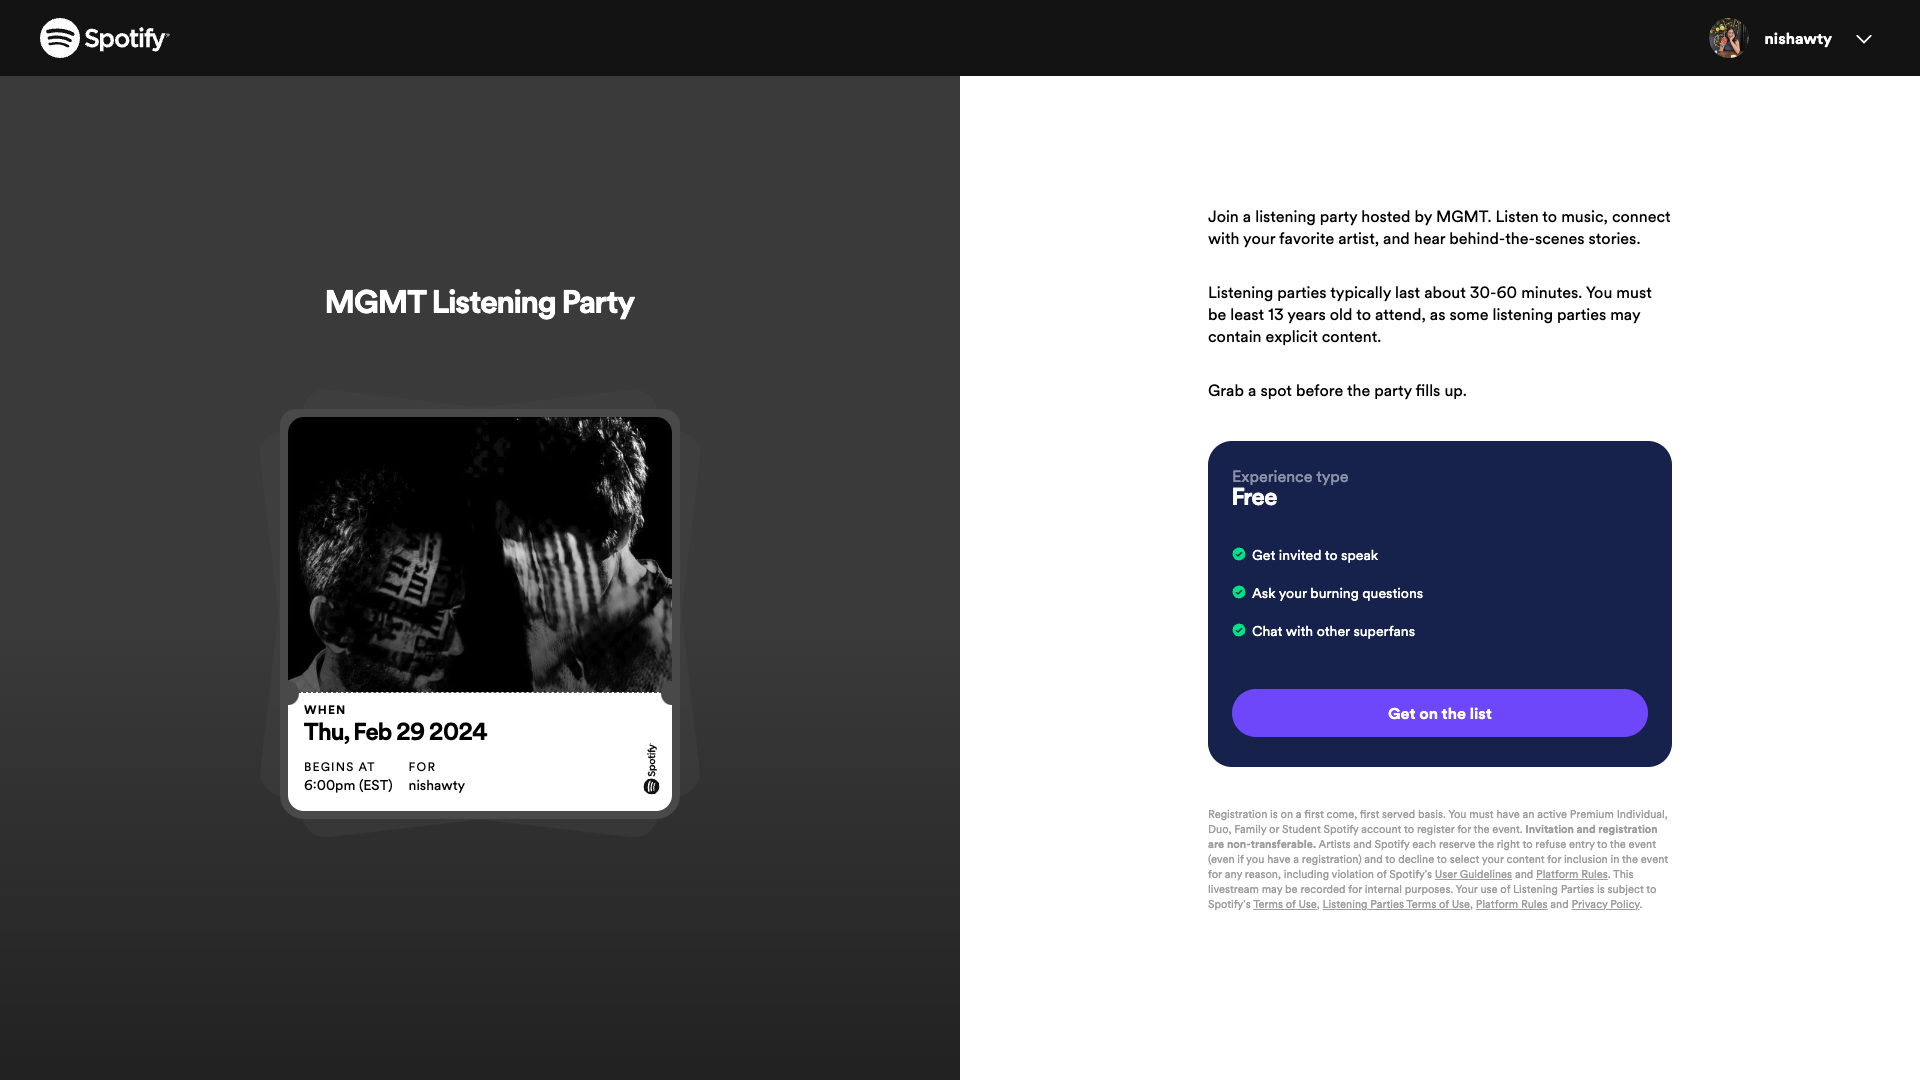 Spotify
nishawty
MGMT Listening Party
WHEN
Thu, Feb 29 2024
BEGINS AT
6:00pm (EST)
FOR
nishawty
Spotify
Join a listening party hosted by MGMT. Listen to music, connect
with your favorite artist, and hear behind-the-scenes stories.
Listening parties typically last about 30-60 minutes. You must
be least 13 years old to attend, as some listening parties may
contain explicit content.
Grab a spot before the party fills up.
Experience type
Free
Get invited to speak
Ask your burning questions
Chat with other superfans
Get on the list
Registration is on a first come, first served basis. You must have an active Premium Individual,
Duo, Family or Student Spotify account to register for the event. Invitation and registration
are non-transferable. Artists and Spotify each reserve the right to refuse entry to the event
(even if you have a registration) and to decline to select your content for inclusion in the event
for any reason, including violation of Spotify's User Guidelines and Platform Rules. This
livestream may be recorded for internal purposes. Your use of Listening Parties is subject to
Spotify's Terms of Use, Listening Parties Terms of Use, Platform Rules and Privacy Policy.